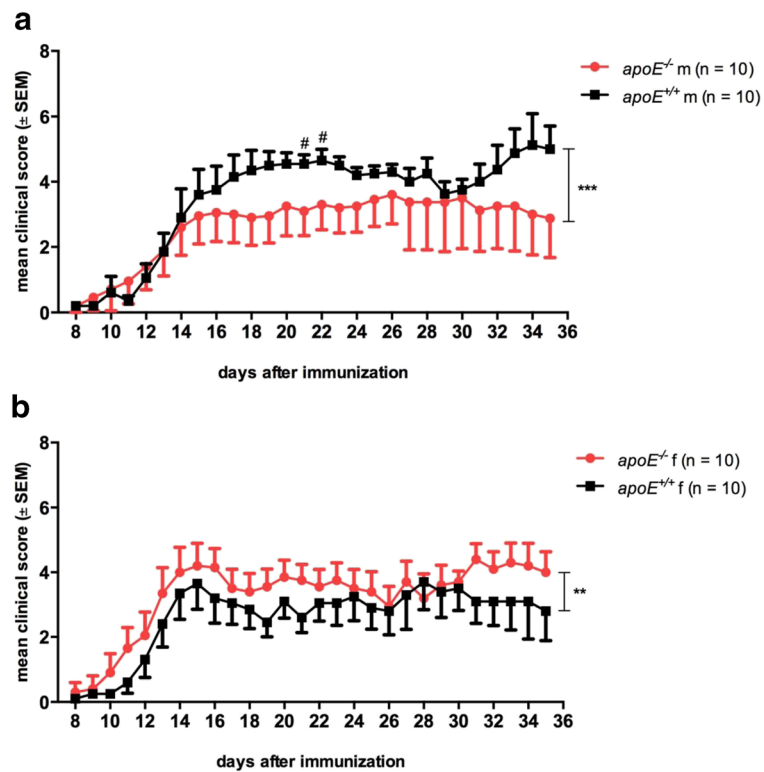 a
mean clinical score (± SEM)
8
6
4
2
0
# #
***
apoE-/- m (n = 10)
apoE+/+ m (n = 10)
8 10 12 14 16 18 20 22 24 26 28 30 32 34 36
days after immunization
b
mean clinical score (± SEM)
8
6
4
2
0
**
apoE-/- f (n = 10)
apoE+/+ f (n = 10)
8 10 12 14 16 18 20 22 24 26 28 30 32 34 36
days after immunization